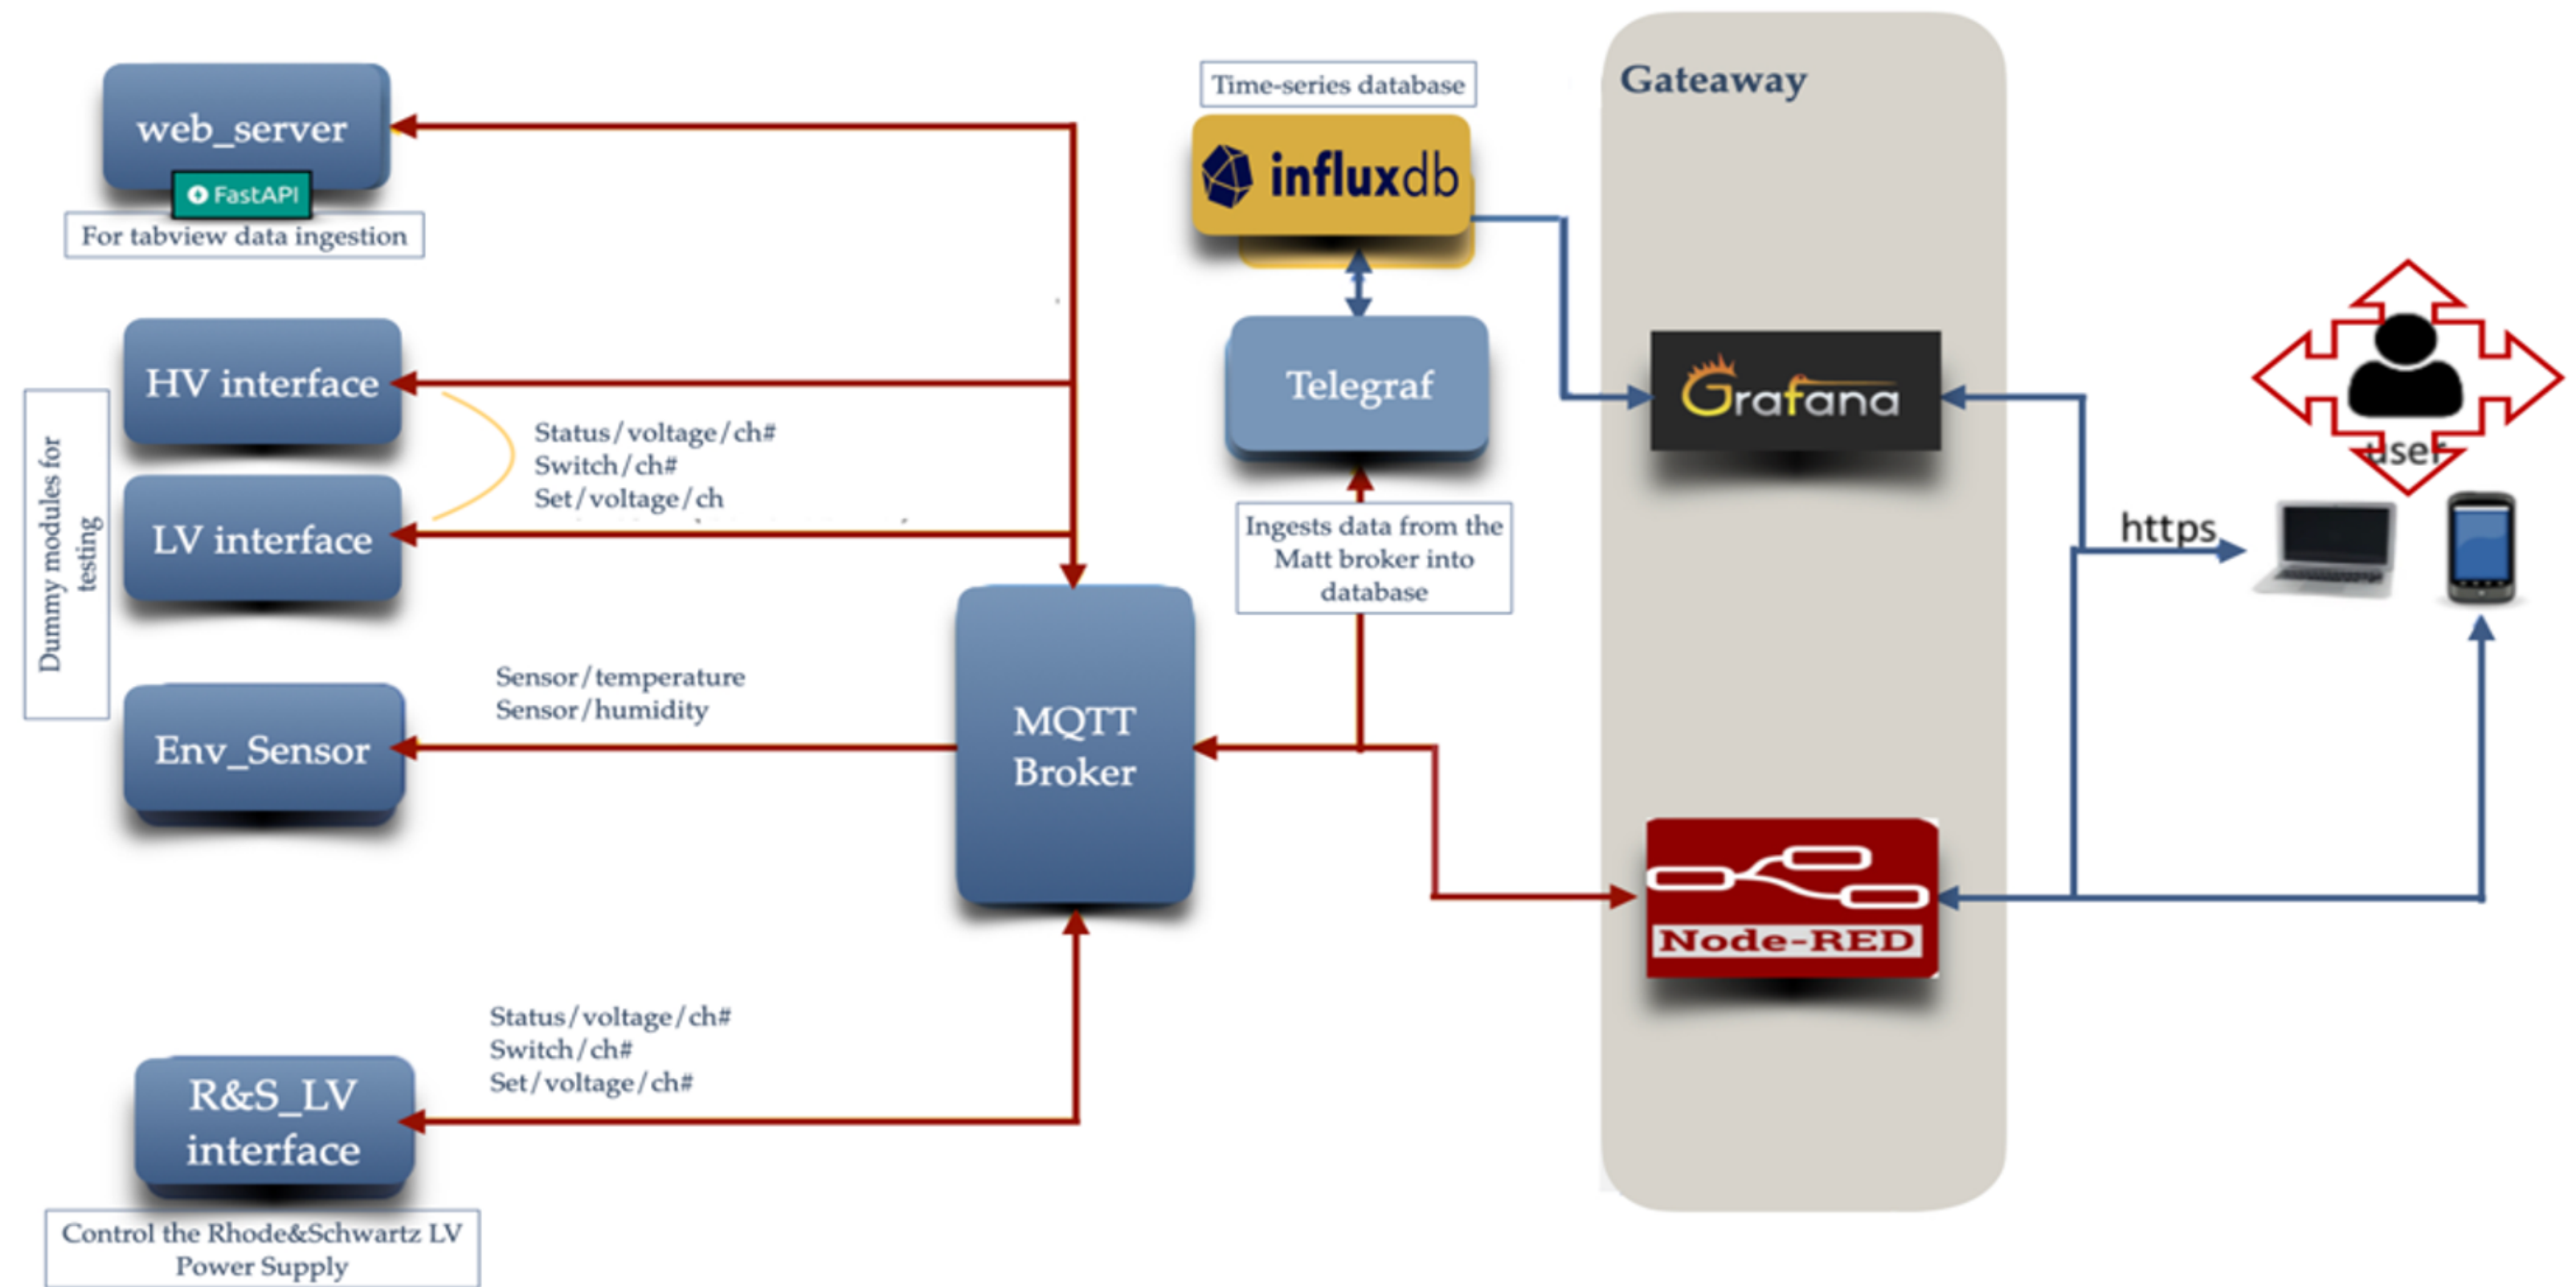 web_server
FastAPI
For tabview data ingestion
HV interface
LV interface
Dummy modules for
testing
Status/voltage/ch#
Switch/ch#
Set/voltage/ch
Env_Sensor
Sensor/temperature
Sensor/humidity
R&S_LV
interface
Status/voltage/ch#
Switch/ch#
Set/voltage/ch#
Control the Rhode&Schwartz LV
Power Supply
MQTT
Broker
Time-series database
influxdb
Telegraf
Ingests data from the
Matt broker into
database
Gateaway
Grafana
Node-RED
https
user